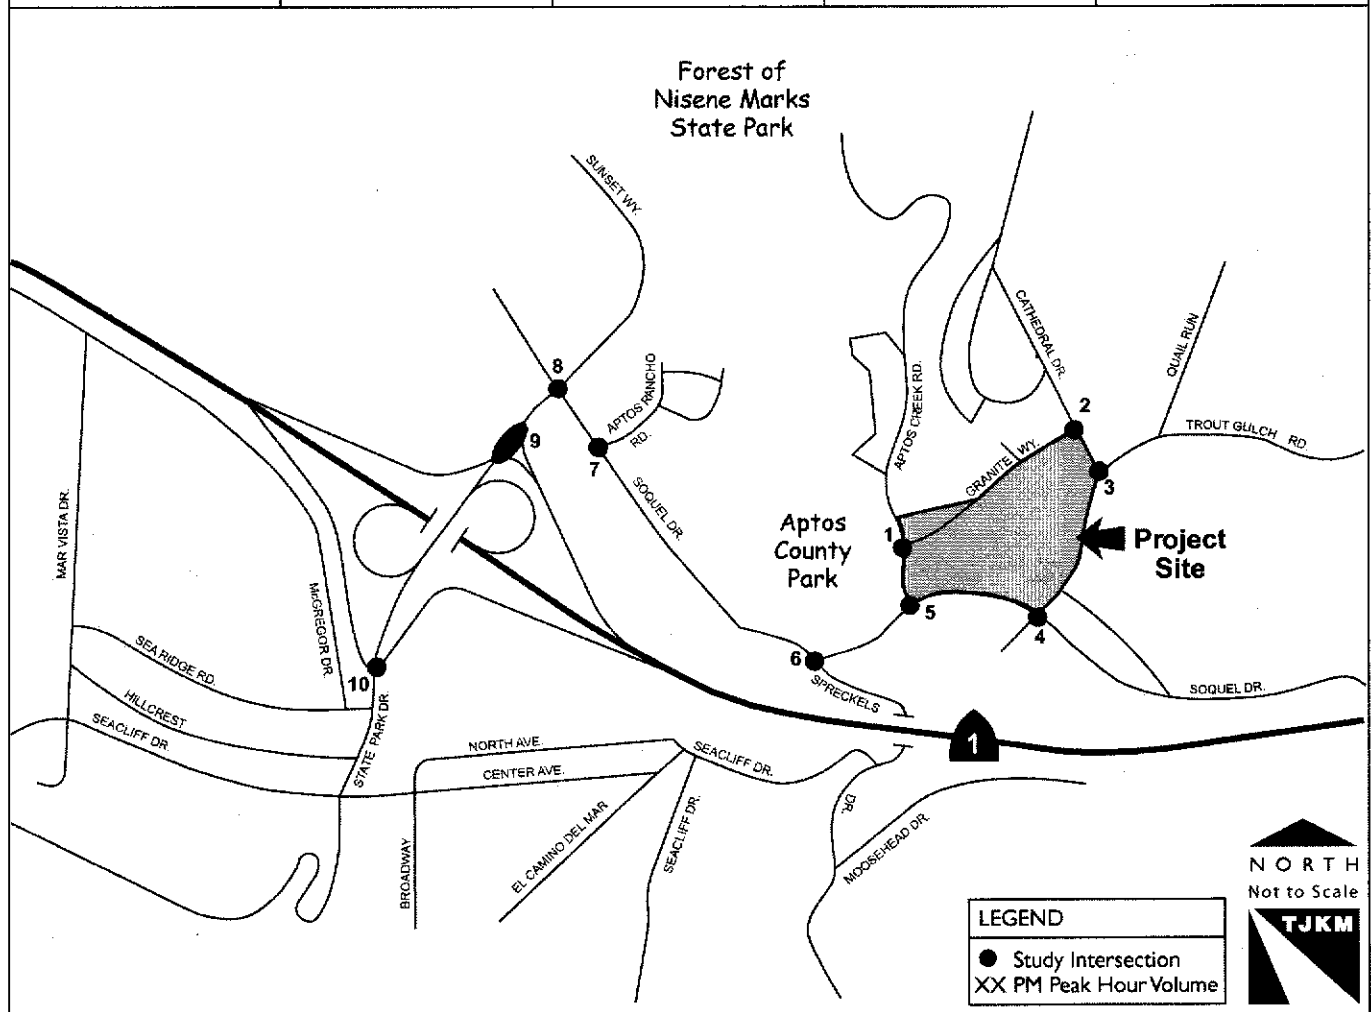 Forest of
Nisene Marks
State Park
SUNSET WY.
8
9
7
APTOS RANCHO
RD.
SOQUEL DR.
APTOS CREEK RD.
CATHEDRAL DR.
QUAIL RUN
2
TROUT GULCH RD.
3
GRANITE WY.
Aptos
County
Park
1
Project
Site
5
4
6
SPRECKELS
DR.
SOQUEL DR.
1
MAR VISTA DR.
McGREGOR DR.
SEA RIDGE RD.
10
HILLCREST
SEACLIFF DR.
STATE PARK DR.
NORTH AVE.
CENTER AVE.
SEACLIFF DR.
BROADWAY
EL CAMINO DEL MAR
SEACLIFF DR.
MOOSEHEAD DR.
NORTH
Not to Scale
TJKM
LEGEND
Study Intersection
XX PM Peak Hour Volume